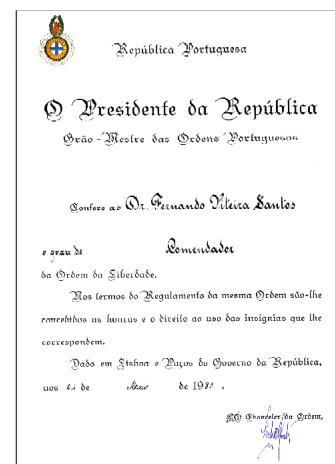 República Portuguesa
O Presidente da República
Grão-Mestre das Ordens Portuguesas
Confere ao Dr. Fernando Piteira Santos
o grau de Comendador
da Ordem da Liberdade.
Nos termos do Regulamento da mesma Ordem são-lhe
concedidas as honras e o direito ao uso das insígnias que lhe
correspondem.
Dado em Lisboa e Paços do Governo da República,
aos de de 198 .
O Chanceler da Ordem,